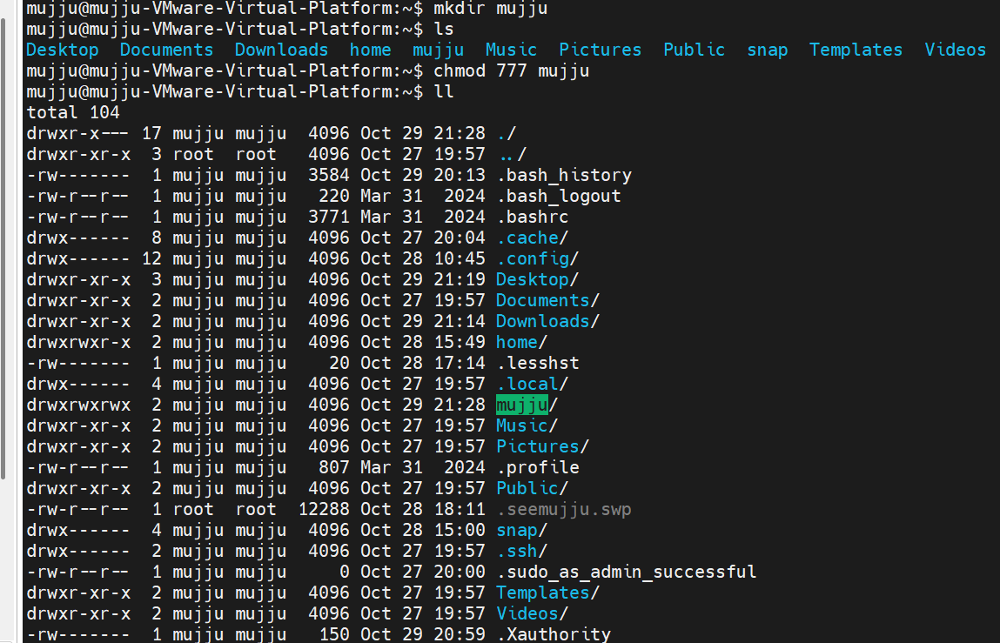 mujju@mujju-VMware-Virtual-Platform:~$ mkdir mujju
mujju@mujju-VMware-Virtual-Platform:~$ ls
Desktop  Documents  Downloads  home  mujju  Music  Pictures  Public  snap  Templates  Videos
mujju@mujju-VMware-Virtual-Platform:~$ chmod 777 mujju
mujju@mujju-VMware-Virtual-Platform:~$ ll
total 104
drwxr-x--- 17 mujju mujju  4096 Oct 29 21:28 ./
drwxr-xr-x  3 root  root   4096 Oct 27 19:57 ../
-rw-------  1 mujju mujju  3584 Oct 29 20:13 .bash_history
-rw-r--r--  1 mujju mujju   220 Mar 31  2024 .bash_logout
-rw-r--r--  1 mujju mujju  3771 Mar 31  2024 .bashrc
drwx------  8 mujju mujju  4096 Oct 27 20:04 .cache/
drwx------ 12 mujju mujju  4096 Oct 28 10:45 .config/
drwxr-xr-x  3 mujju mujju  4096 Oct 29 21:19 Desktop/
drwxr-xr-x  2 mujju mujju  4096 Oct 27 19:57 Documents/
drwxr-xr-x  2 mujju mujju  4096 Oct 29 21:14 Downloads/
drwxrwxr-x  2 mujju mujju  4096 Oct 28 15:49 home/
-rw-------  1 mujju mujju    20 Oct 28 17:14 .lesshst
drwx------  4 mujju mujju  4096 Oct 27 19:57 .local/
drwxrwxrwx  2 mujju mujju  4096 Oct 29 21:28 mujju/
drwxr-xr-x  2 mujju mujju  4096 Oct 27 19:57 Music/
drwxr-xr-x  2 mujju mujju  4096 Oct 27 19:57 Pictures/
-rw-r--r--  1 mujju mujju   807 Mar 31  2024 .profile
drwxr-xr-x  2 mujju mujju  4096 Oct 27 19:57 Public/
-rw-r--r--  1 root  root  12288 Oct 28 18:11 .seemujju.swp
drwx------  4 mujju mujju  4096 Oct 28 15:00 snap/
drwx------  2 mujju mujju  4096 Oct 27 19:57 .ssh/
-rw-r--r--  1 mujju mujju     0 Oct 27 20:00 .sudo_as_admin_successful
drwxr-xr-x  2 mujju mujju  4096 Oct 27 19:57 Templates/
drwxr-xr-x  2 mujju mujju  4096 Oct 27 19:57 Videos/
-rw-------  1 mujju mujju   150 Oct 29 20:59 .Xauthority